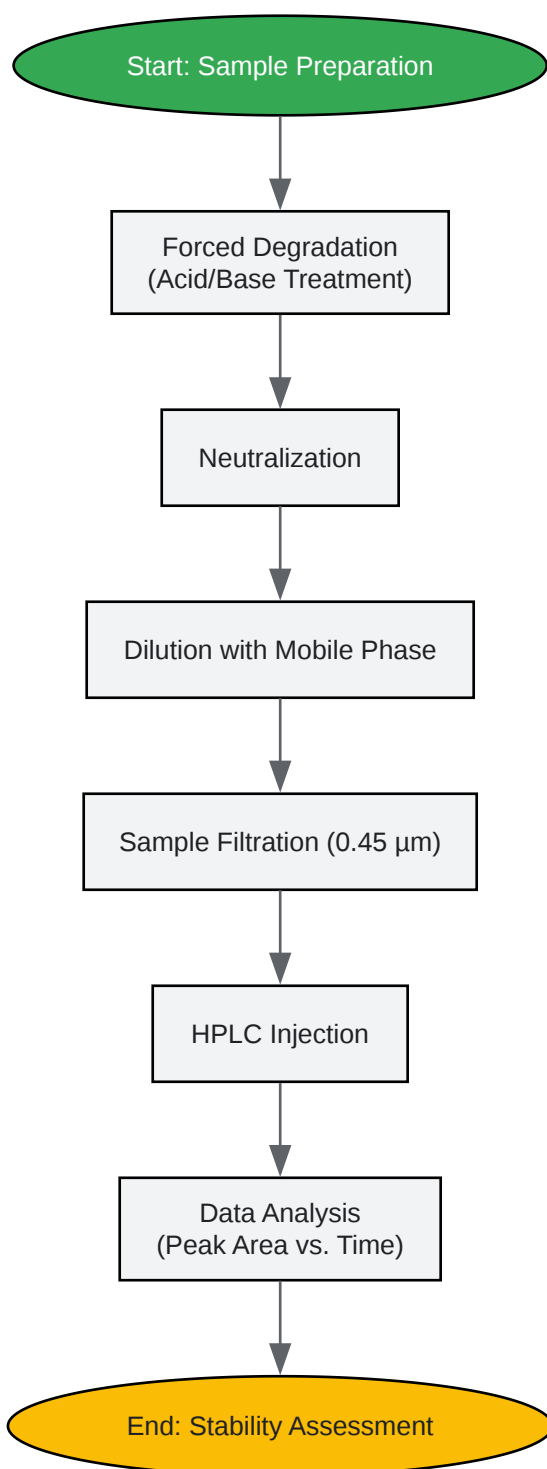 Start: Sample Preparation
Forced Degradation
(Acid/Base Treatment)
Neutralization
Dilution with Mobile Phase
Sample Filtration (0.45 µm)
HPLC Injection
Data Analysis
(Peak Area vs. Time)
End: Stability Assessment